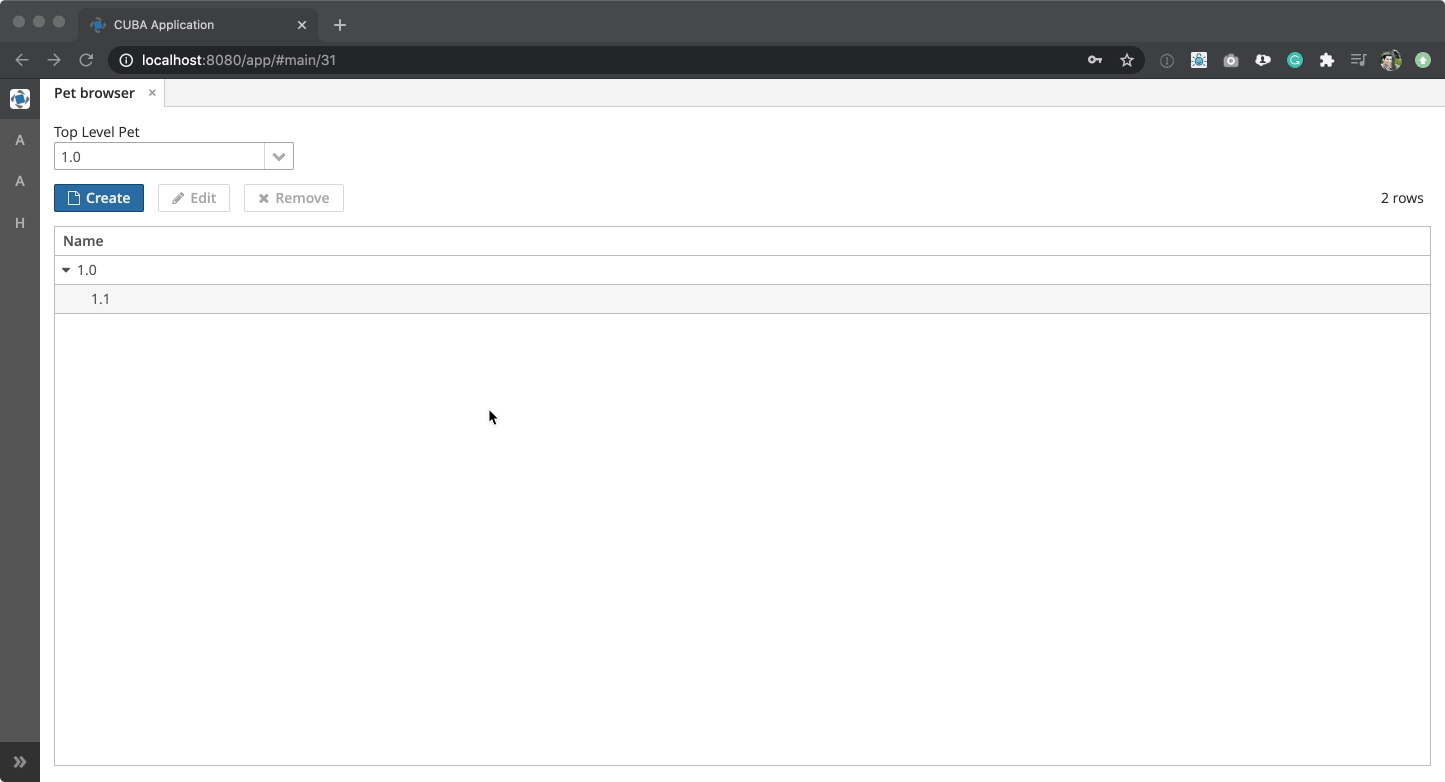 CUBA Application
localhost:8080/app/#main/31
Pet browser
A
A
H
Top Level Pet
1.0
Create Edit Remove 2 rows
Name
1.0
1.1